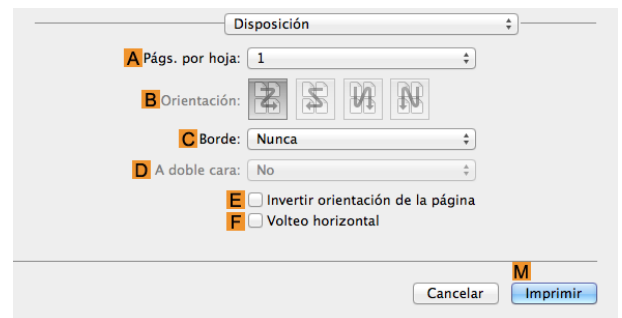 Disposición
A Págs. por hoja: 1
B Orientación:
C Borde: Nunca
D A doble cara: No
E Invertir orientación de la página
F Volteo horizontal
M
Cancelar Imprimir